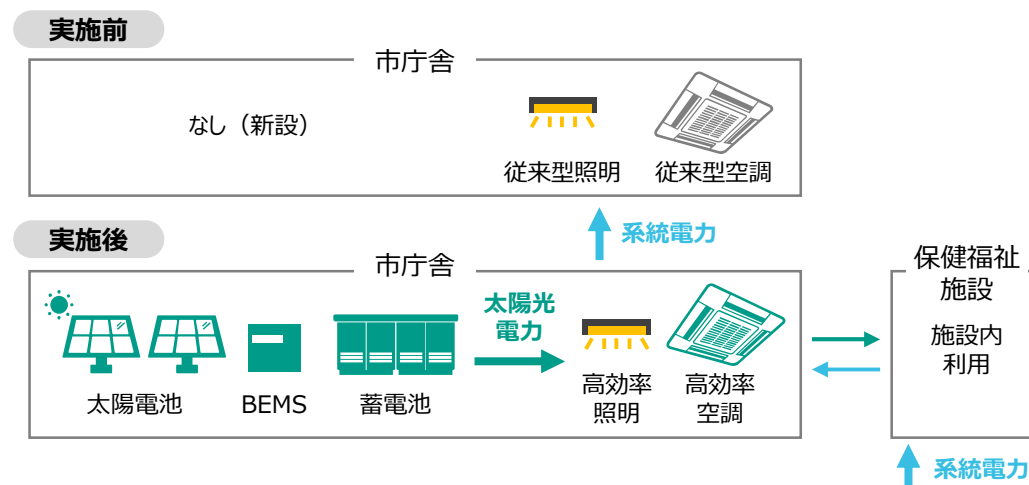 実施前
市庁舎
なし（新設）
従来型照明
従来型空調
系統電力
実施後
市庁舎
太陽光
電力
太陽電池
BEMS
蓄電池
高効率
照明
高効率
空調
保健福祉
施設
施設内
利用
系統電力